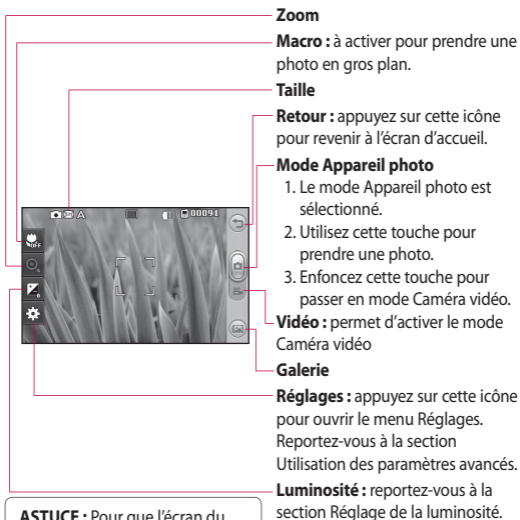 Zoom
Macro : à activer pour prendre une
photo en gros plan.
Taille
Retour : appuyez sur cette icône
pour revenir à l'écran d'accueil.
Mode Appareil photo
1. Le mode Appareil photo est
sélectionné.
2. Utilisez cette touche pour
prendre une photo.
3. Enfoncez cette touche pour
passer en mode Caméra vidéo.
Vidéo : permet d'activer le mode
Caméra vidéo
Galerie
Réglages : appuyez sur cette icône
pour ouvrir le menu Réglages.
Reportez-vous à la section
Utilisation des paramètres avancés.
Luminosité : reportez-vous à la
section Réglage de la luminosité.
A 00094
OFF
ASTUCE : Pour que l'écran du